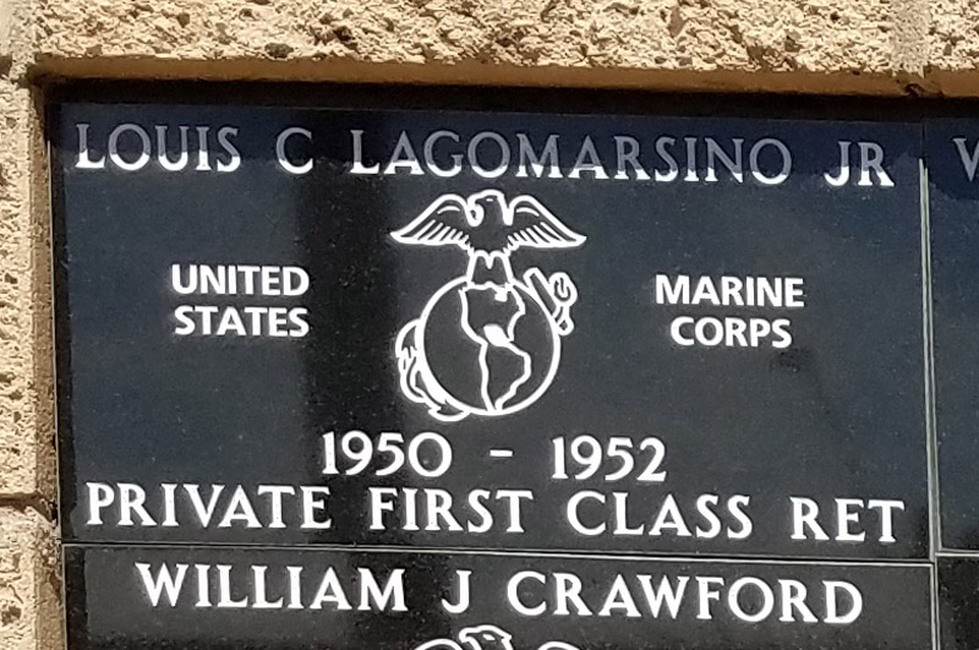 LOUIS C LAGOMARSINO JR
UNITED
STATES
MARINE
CORPS
1950 - 1952
PRIVATE FIRST CLASS RET
WILLIAM J CRAWFORD